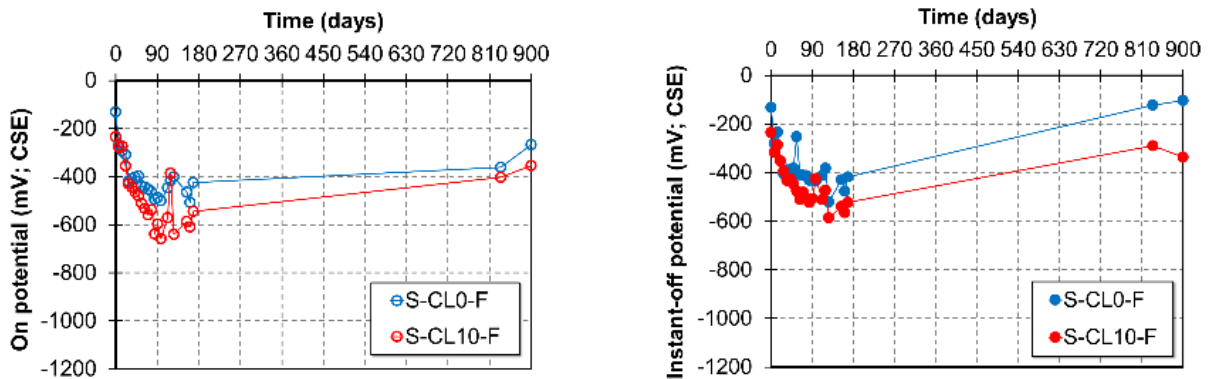 Time (days)
0 90 180 270 360 450 540 630 720 810 900
0
-200
-400
-600
-800
-1000
-1200
On potential (mV; CSE)
S-CL0-F
S-CL10-F
Time (days)
0 90 180 270 360 450 540 630 720 810 900
0
-200
-400
-600
-800
-1000
-1200
Instant-off potential (mV; CSE)
S-CL0-F
S-CL10-F